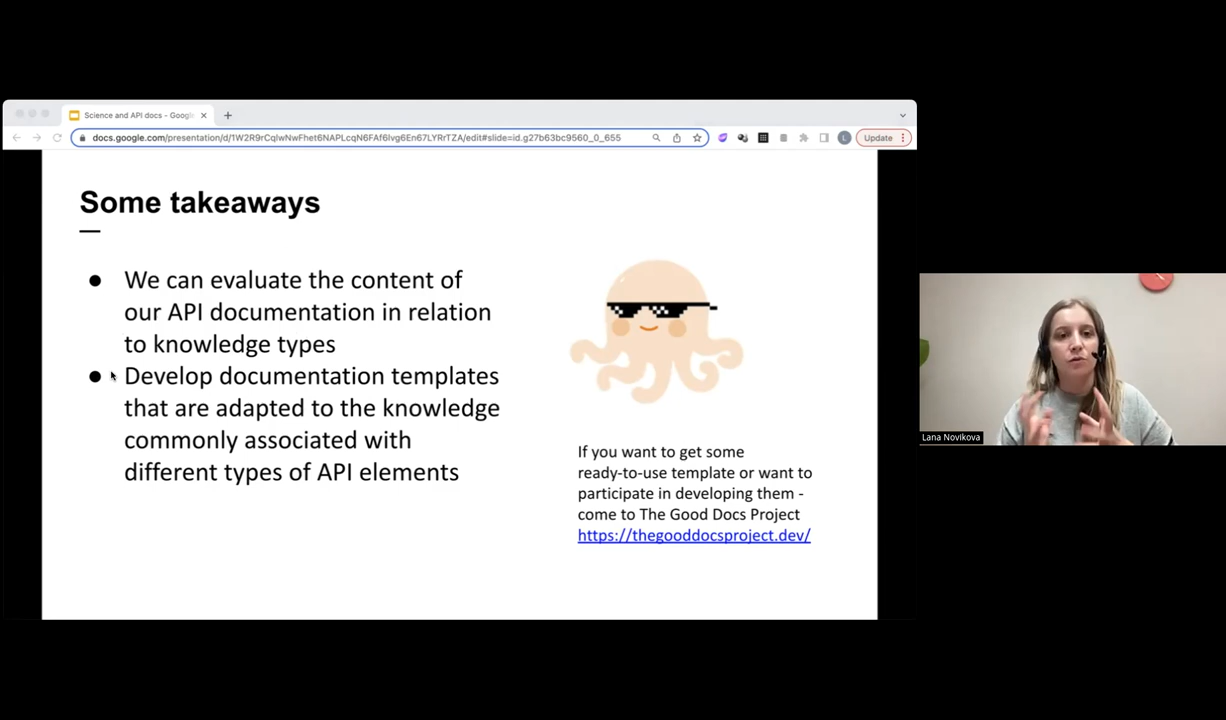 Science and API docs - Googl
docs.google.com/presentation/d/1W2R9rCqlwNwFhet6NAPLcqN6FAf6lvg6En67LYRrTZA/edit#slide=id.g27b63bc9560_0_655
L
Update
Some takeaways
● We can evaluate the content of
our API documentation in relation
to knowledge types
● Develop documentation templates
that are adapted to the knowledge
commonly associated with
different types of API elements
If you want to get some
ready-to-use template or want to
participate in developing them -
come to The Good Docs Project
https://thegooddocsproject.dev/
Lana Novikova